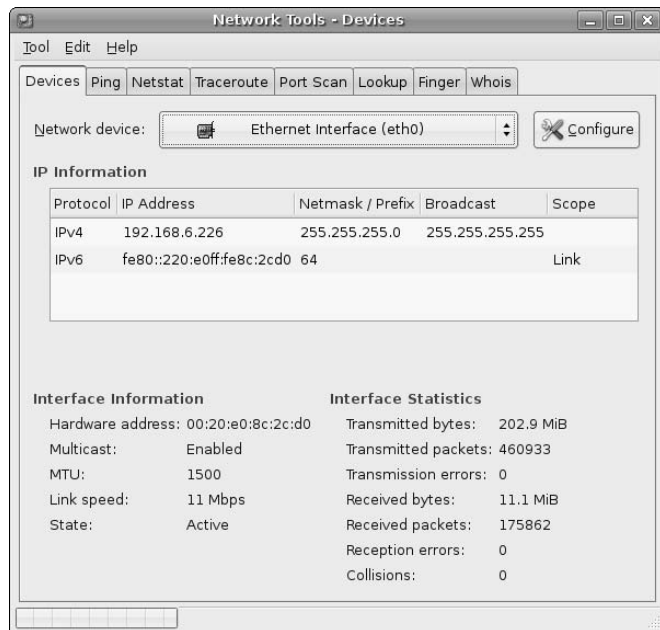 Network Tools - Devices
Tool Edit Help
Devices Ping Netstat Traceroute Port Scan Lookup Finger Whois
Network device: Ethernet Interface (eth0) Configure
IP Information
Protocol IP Address Netmask / Prefix Broadcast Scope
IPv4 192.168.6.226 255.255.255.0 255.255.255.255
IPv6 fe80::220:e0ff:fe8c:2cd0 64 Link
Interface Information
Hardware address: 00:20:e0:8c:2c:d0
Multicast: Enabled
MTU: 1500
Link speed: 11 Mbps
State: Active
Interface Statistics
Transmitted bytes: 202.9 MiB
Transmitted packets: 460933
Transmission errors: 0
Received bytes: 11.1 MiB
Received packets: 175862
Reception errors: 0
Collisions: 0